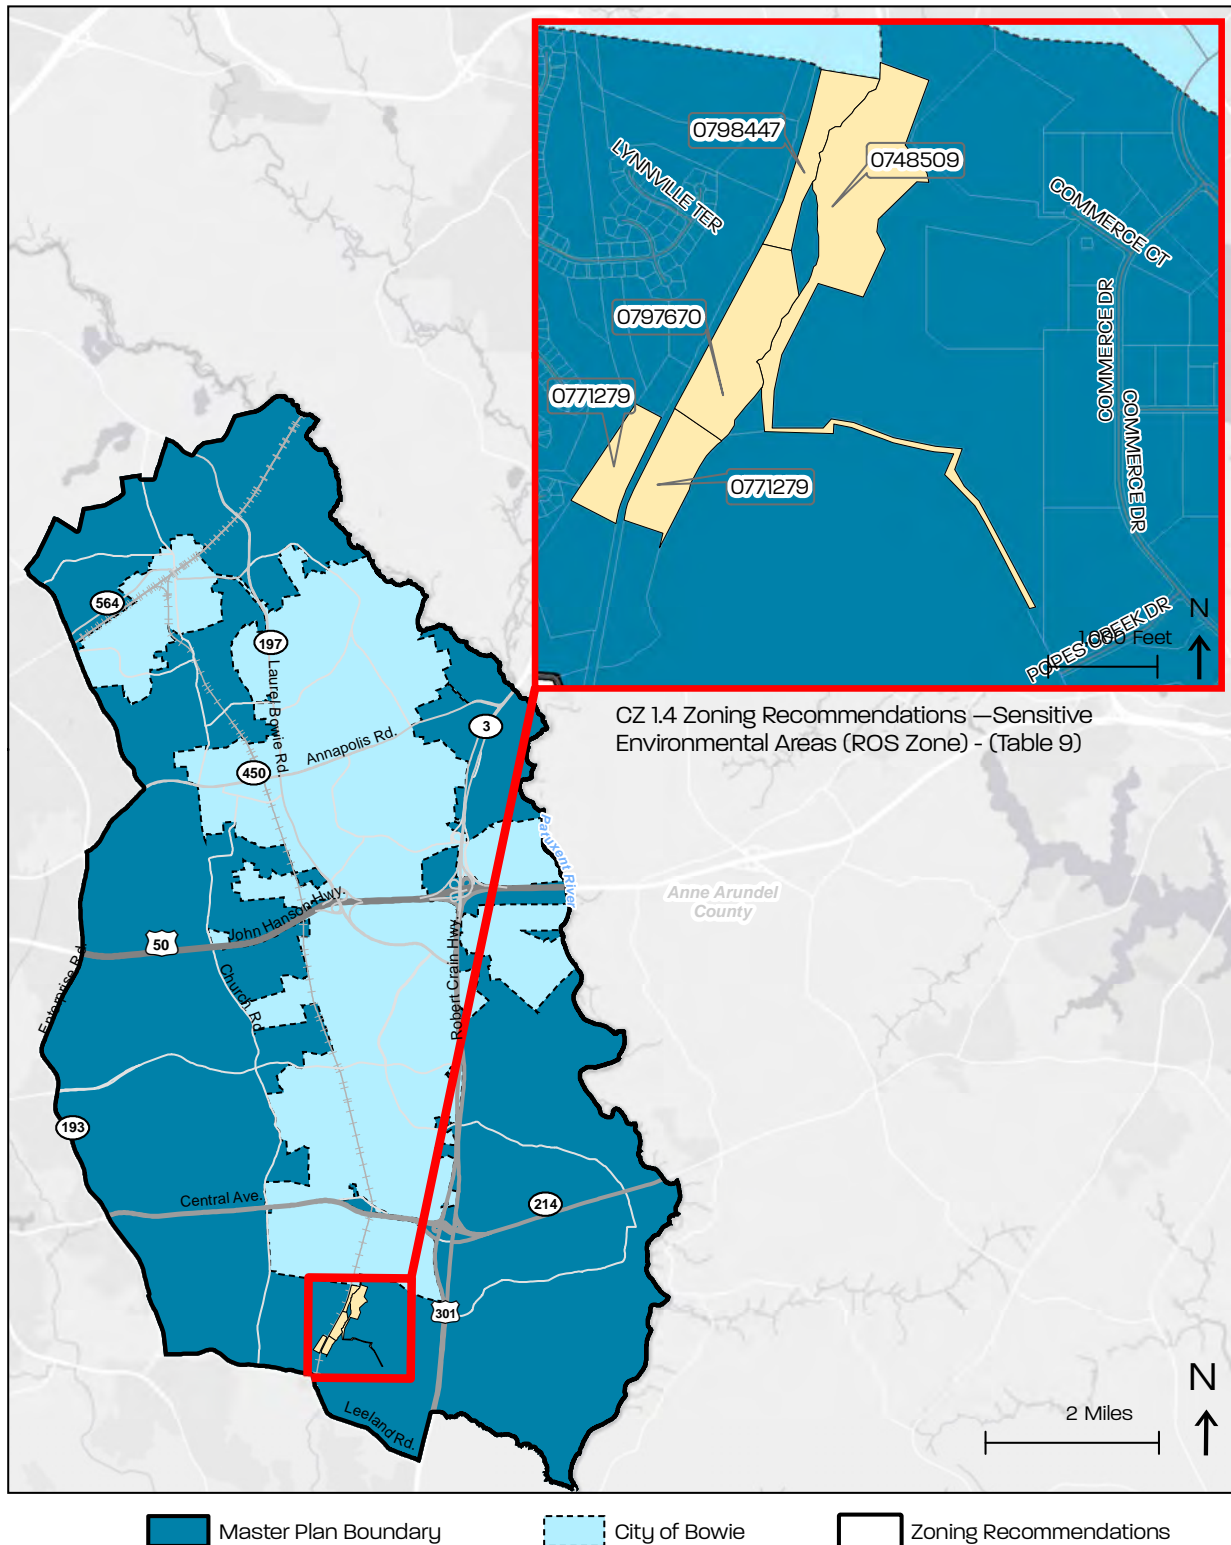 0798447
0748509
LYNNVILLE TER
COMMERCE CT
COMMERCE DR
COMMERCE DR
0797670
0771279
0771279
POPES CREEK DR
1,000 Feet
N
CZ 1.4 Zoning Recommendations —Sensitive
Environmental Areas (ROS Zone) - (Table 9)
564
197
Laurel Bowie Rd.
3
Annapolis Rd.
450
Patuxent River
Anne Arundel
County
John Hanson Hwy.
50
Enterprise Rd.
Church Rd.
Robert Crain Hwy.
193
Central Ave.
214
301
Leeland Rd.
N
2 Miles
Master Plan Boundary
City of Bowie
Zoning Recommendations